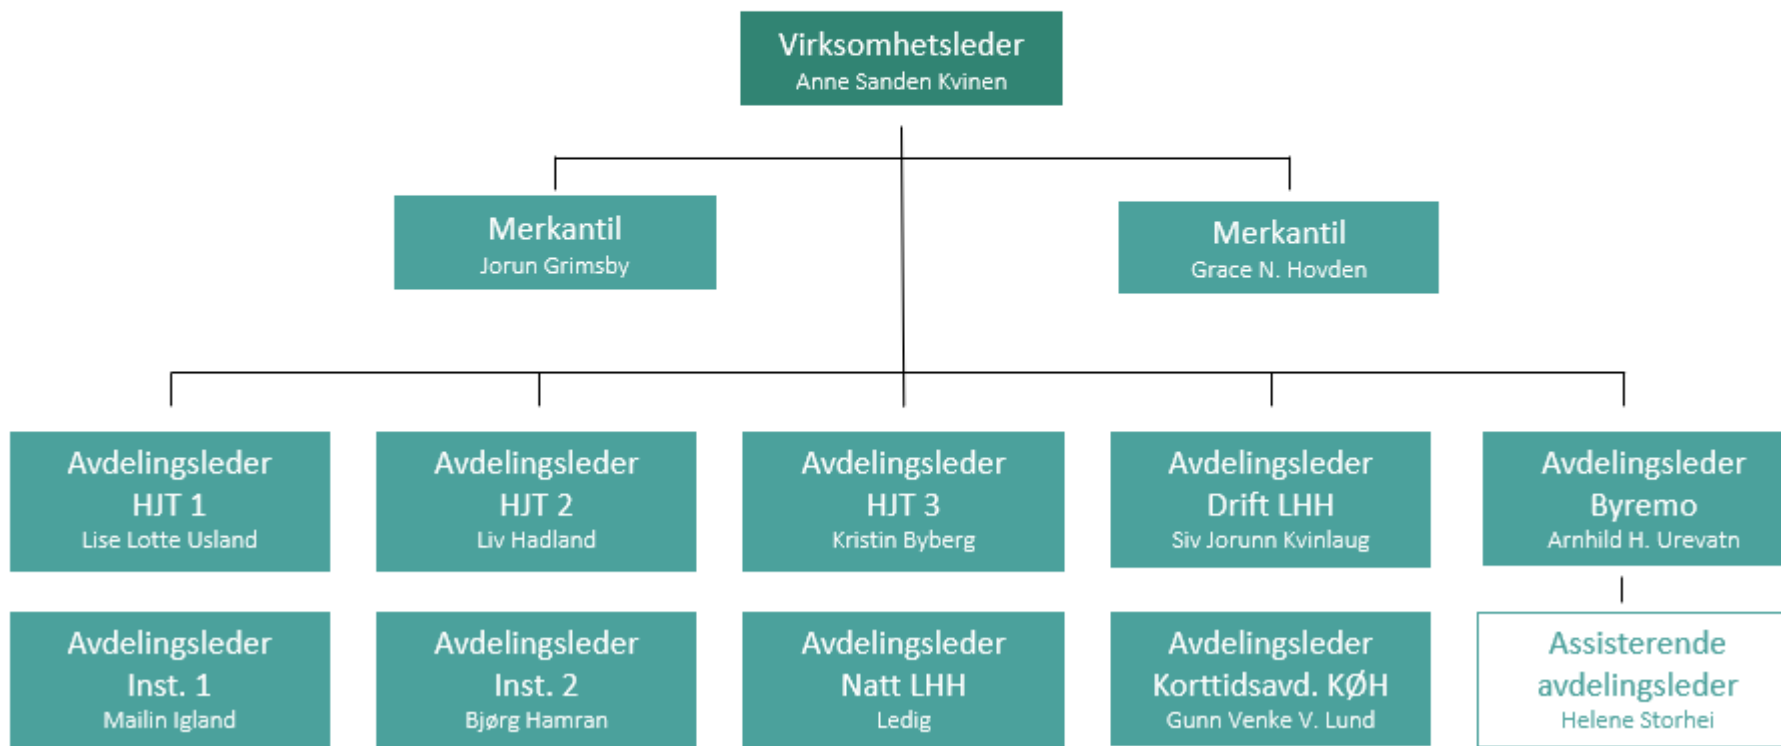 Virksomhetsleder
Anne Sanden Kvinen
Merkantil
Jorun Grimsby
Merkantil
Grace N. Hovden
Avdelingsleder
HJT 1
Lise Lotte Usland
Avdelingsleder
HJT 2
Liv Hadland
Avdelingsleder
HJT 3
Kristin Byberg
Avdelingsleder
Drift LHH
Siv Jorunn Kvinlaug
Avdelingsleder
Byremo
Arnhild H. Urevatn
Avdelingsleder
Inst. 1
Mailin Igland
Avdelingsleder
Inst. 2
Bjørg Hamran
Avdelingsleder
Natt LHH
Ledig
Avdelingsleder
Korttidsavd. KØH
Gunn Venke V. Lund
Assisterende
avdelingsleder
Helene Storhei